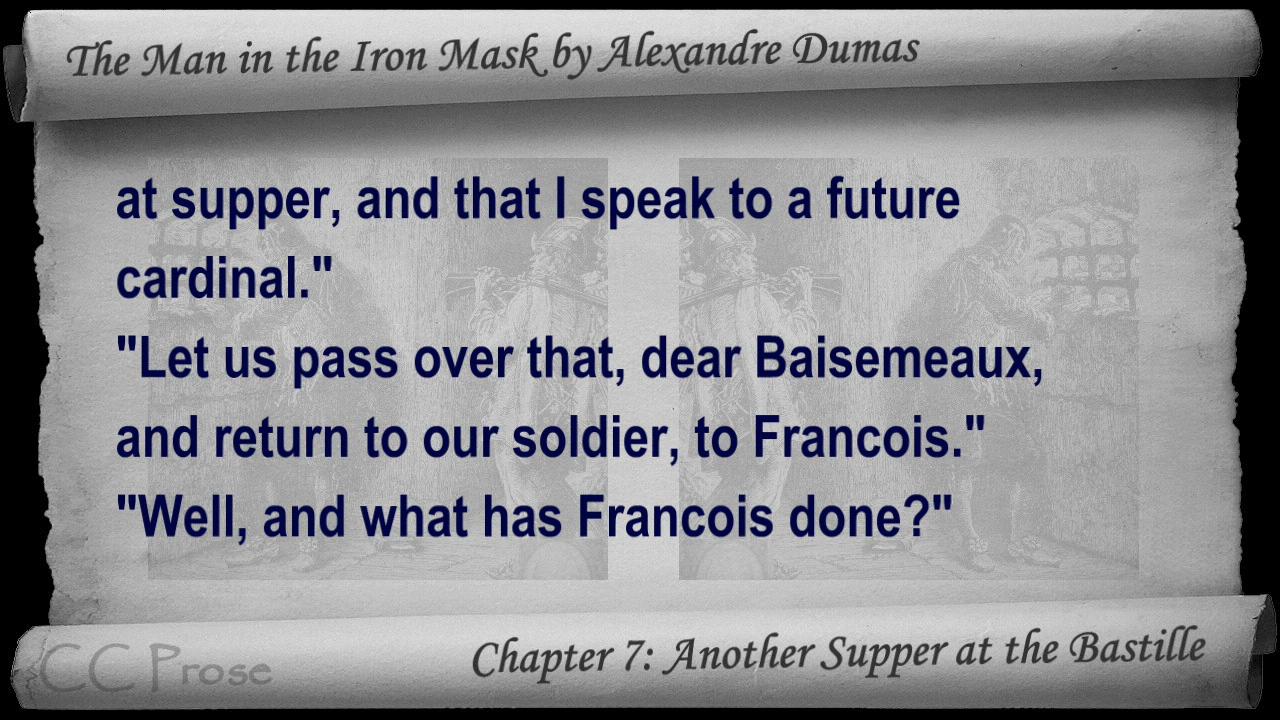 The Man in the Iron Mask by Alexandre Dumas
at supper, and that I speak to a future
cardinal."
"Let us pass over that, dear Baisemeaux,
and return to our soldier, to Francois."
"Well, and what has Francois done?"
CC Prose
Chapter 7: Another Supper at the Bastille